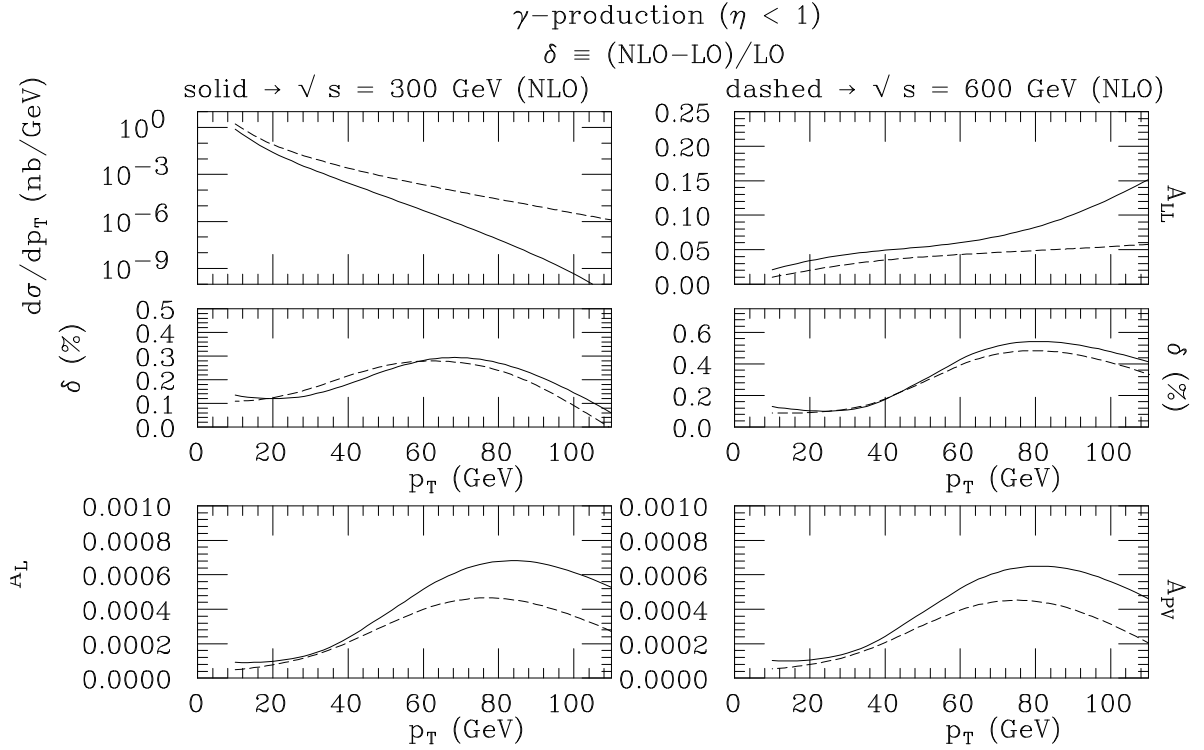 γ−production (η < 1)
δ ≡ (NLO−LO)/LO
solid → √ s = 300 GeV (NLO)
dashed → √ s = 600 GeV (NLO)
dσ/dp_T (nb/GeV)
10^0
10^−3
10^−6
10^−9
0.25
0.20
0.15
0.10
0.05
0.00
A_LL
δ (%)
0.5
0.4
0.3
0.2
0.1
0.0
0 20 40 60 80 100
p_T (GeV)
0.6
0.4
0.2
0.0
0 20 40 60 80 100
p_T (GeV)
δ (%)
A_L
0.0010
0.0008
0.0006
0.0004
0.0002
0.0000
0 20 40 60 80 100
p_T (GeV)
0.0010
0.0008
0.0006
0.0004
0.0002
0.0000
0 20 40 60 80 100
p_T (GeV)
A_PV